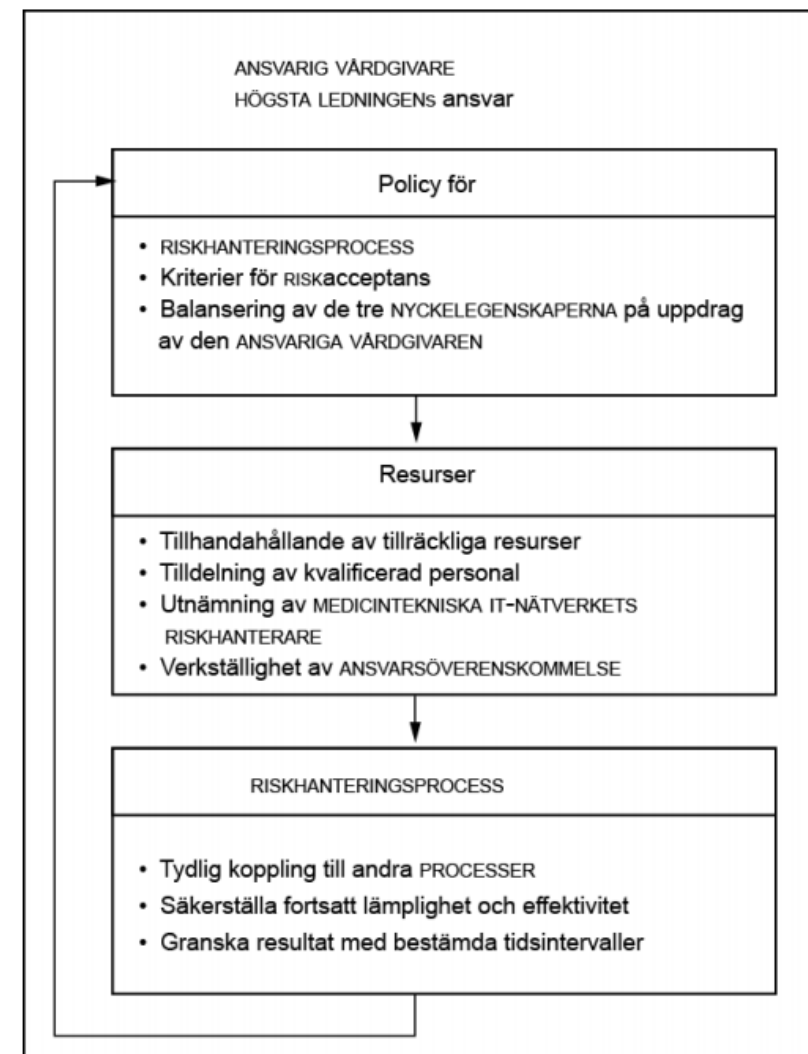 ANSVARIG VÅRDGIVARE
HÖGSTA LEDNINGENs ansvar
Policy för
• RISKHANTERINGSPROCESS
• Kriterier för RISKacceptans
• Balansering av de tre NYCKELEGENSKAPERNA på uppdrag
av den ANSVARIGA VÅRDGIVAREN
Resurser
• Tillhandahållande av tillräckliga resurser
• Tilldelning av kvalificerad personal
• Utnämning av MEDICINTEKNISKA IT-NÄTVERKETS
RISKHANTERARE
• Verkställighet av ANSVARSÖVERENSKOMMELSE
RISKHANTERINGSPROCESS
• Tydlig koppling till andra PROCESSER
• Säkerställa fortsatt lämplighet och effektivitet
• Granska resultat med bestämda tidsintervaller